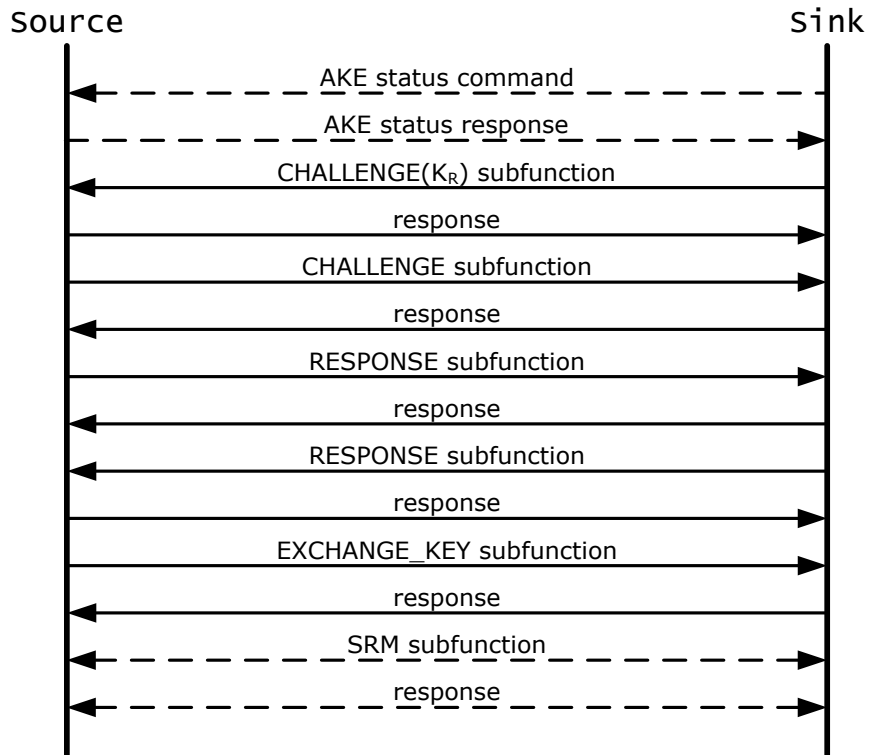 Source Sink
AKE status command
AKE status response
CHALLENGE(KR) subfunction
response
CHALLENGE subfunction
response
RESPONSE subfunction
response
RESPONSE subfunction
response
EXCHANGE_KEY subfunction
response
SRM subfunction
response